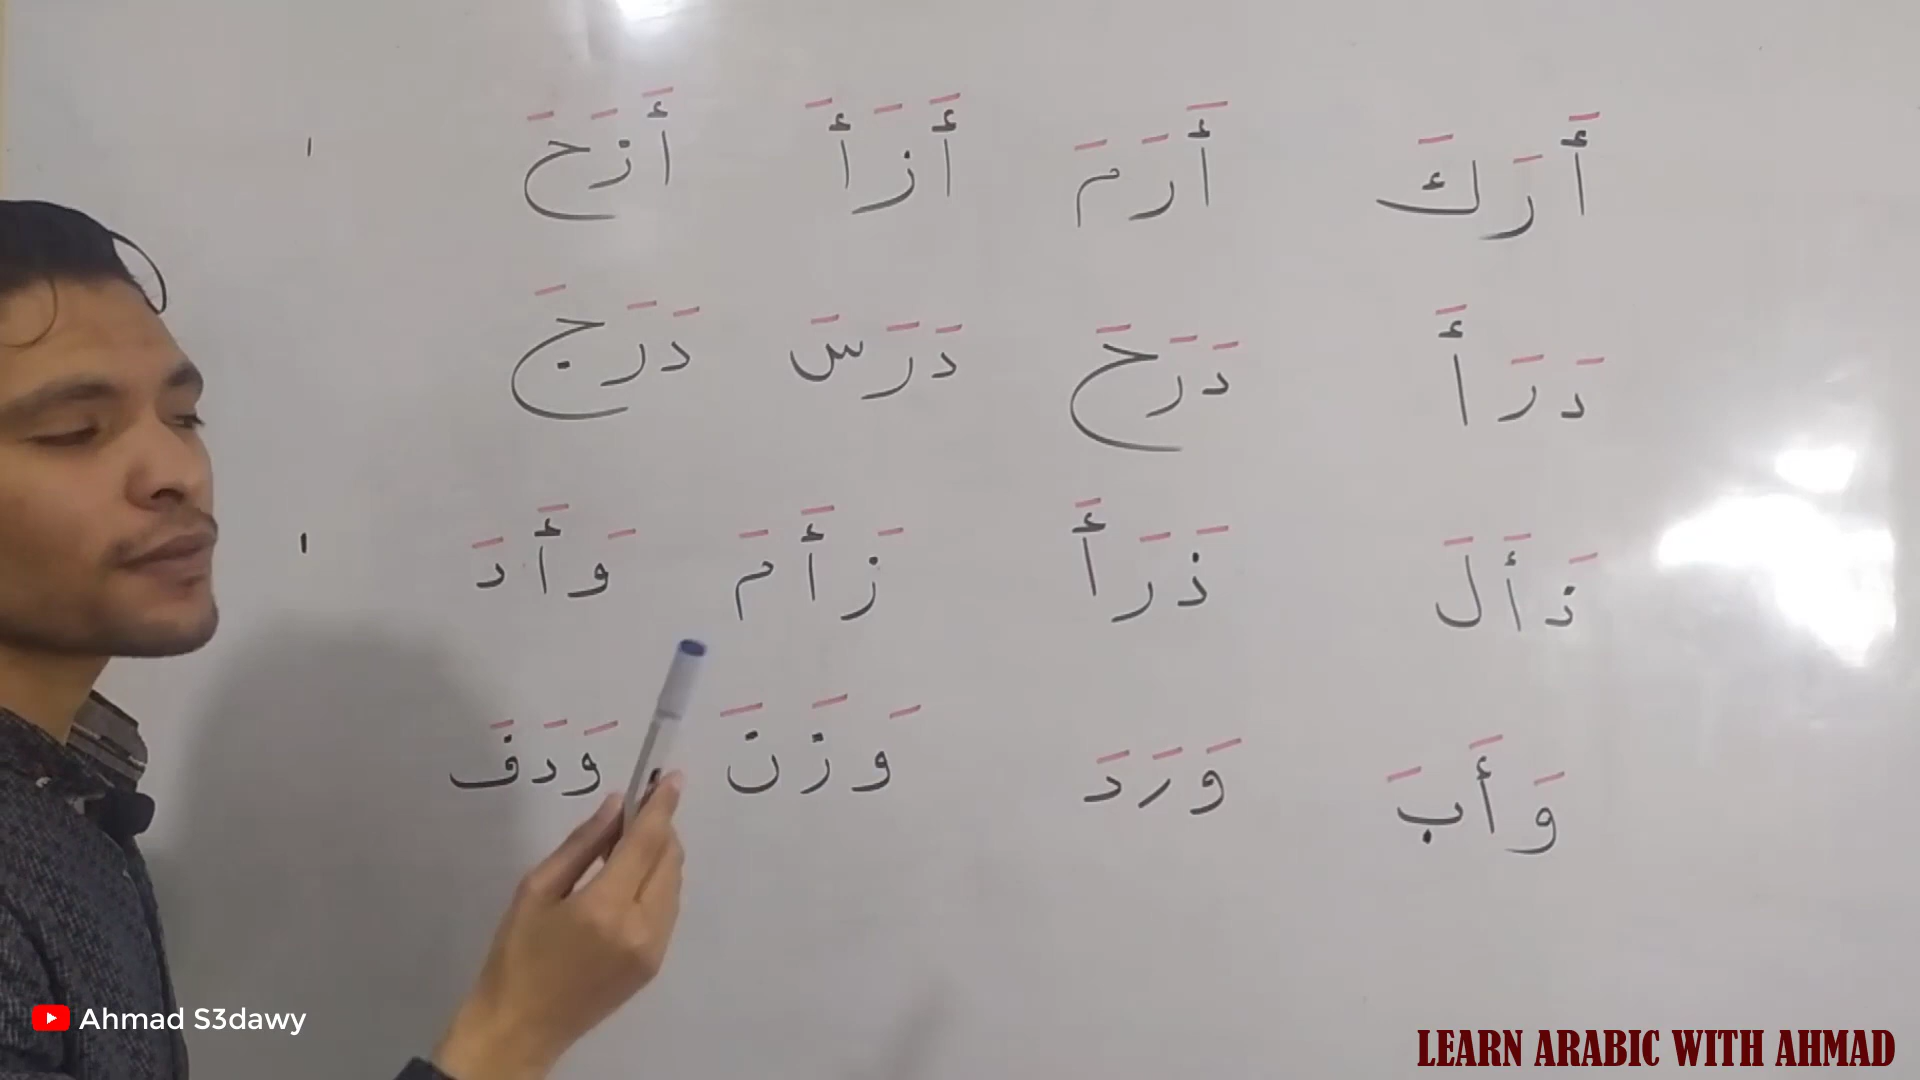 أَرَكَ أَرَمَ أَزَأَ أَزَحَ
دَرَأَ دَرَحَ دَرَسَ دَرَجَ
ذَأَلَ ذَرَأَ زَأَمَ وَأَدَ
وَأَبَ وَرَدَ وَزَنَ وَدَفَ
Ahmad S3dawy
LEARN ARABIC WITH AHMAD